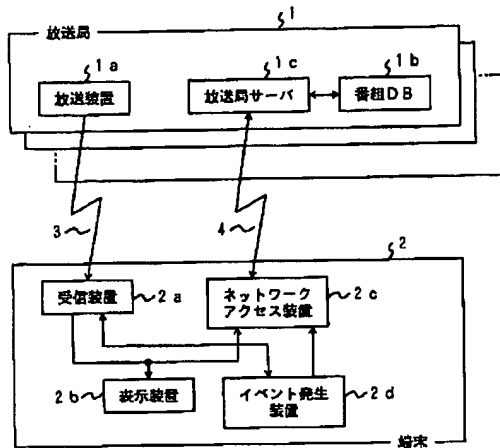 放送局
1
1a
1c
1b
放送装置
放送局サーバ
番組DB
3
4
2
受信装置
2a
ネットワーク
アクセス装置
2c
2b
表示装置
イベント発生
装置
2d
端末